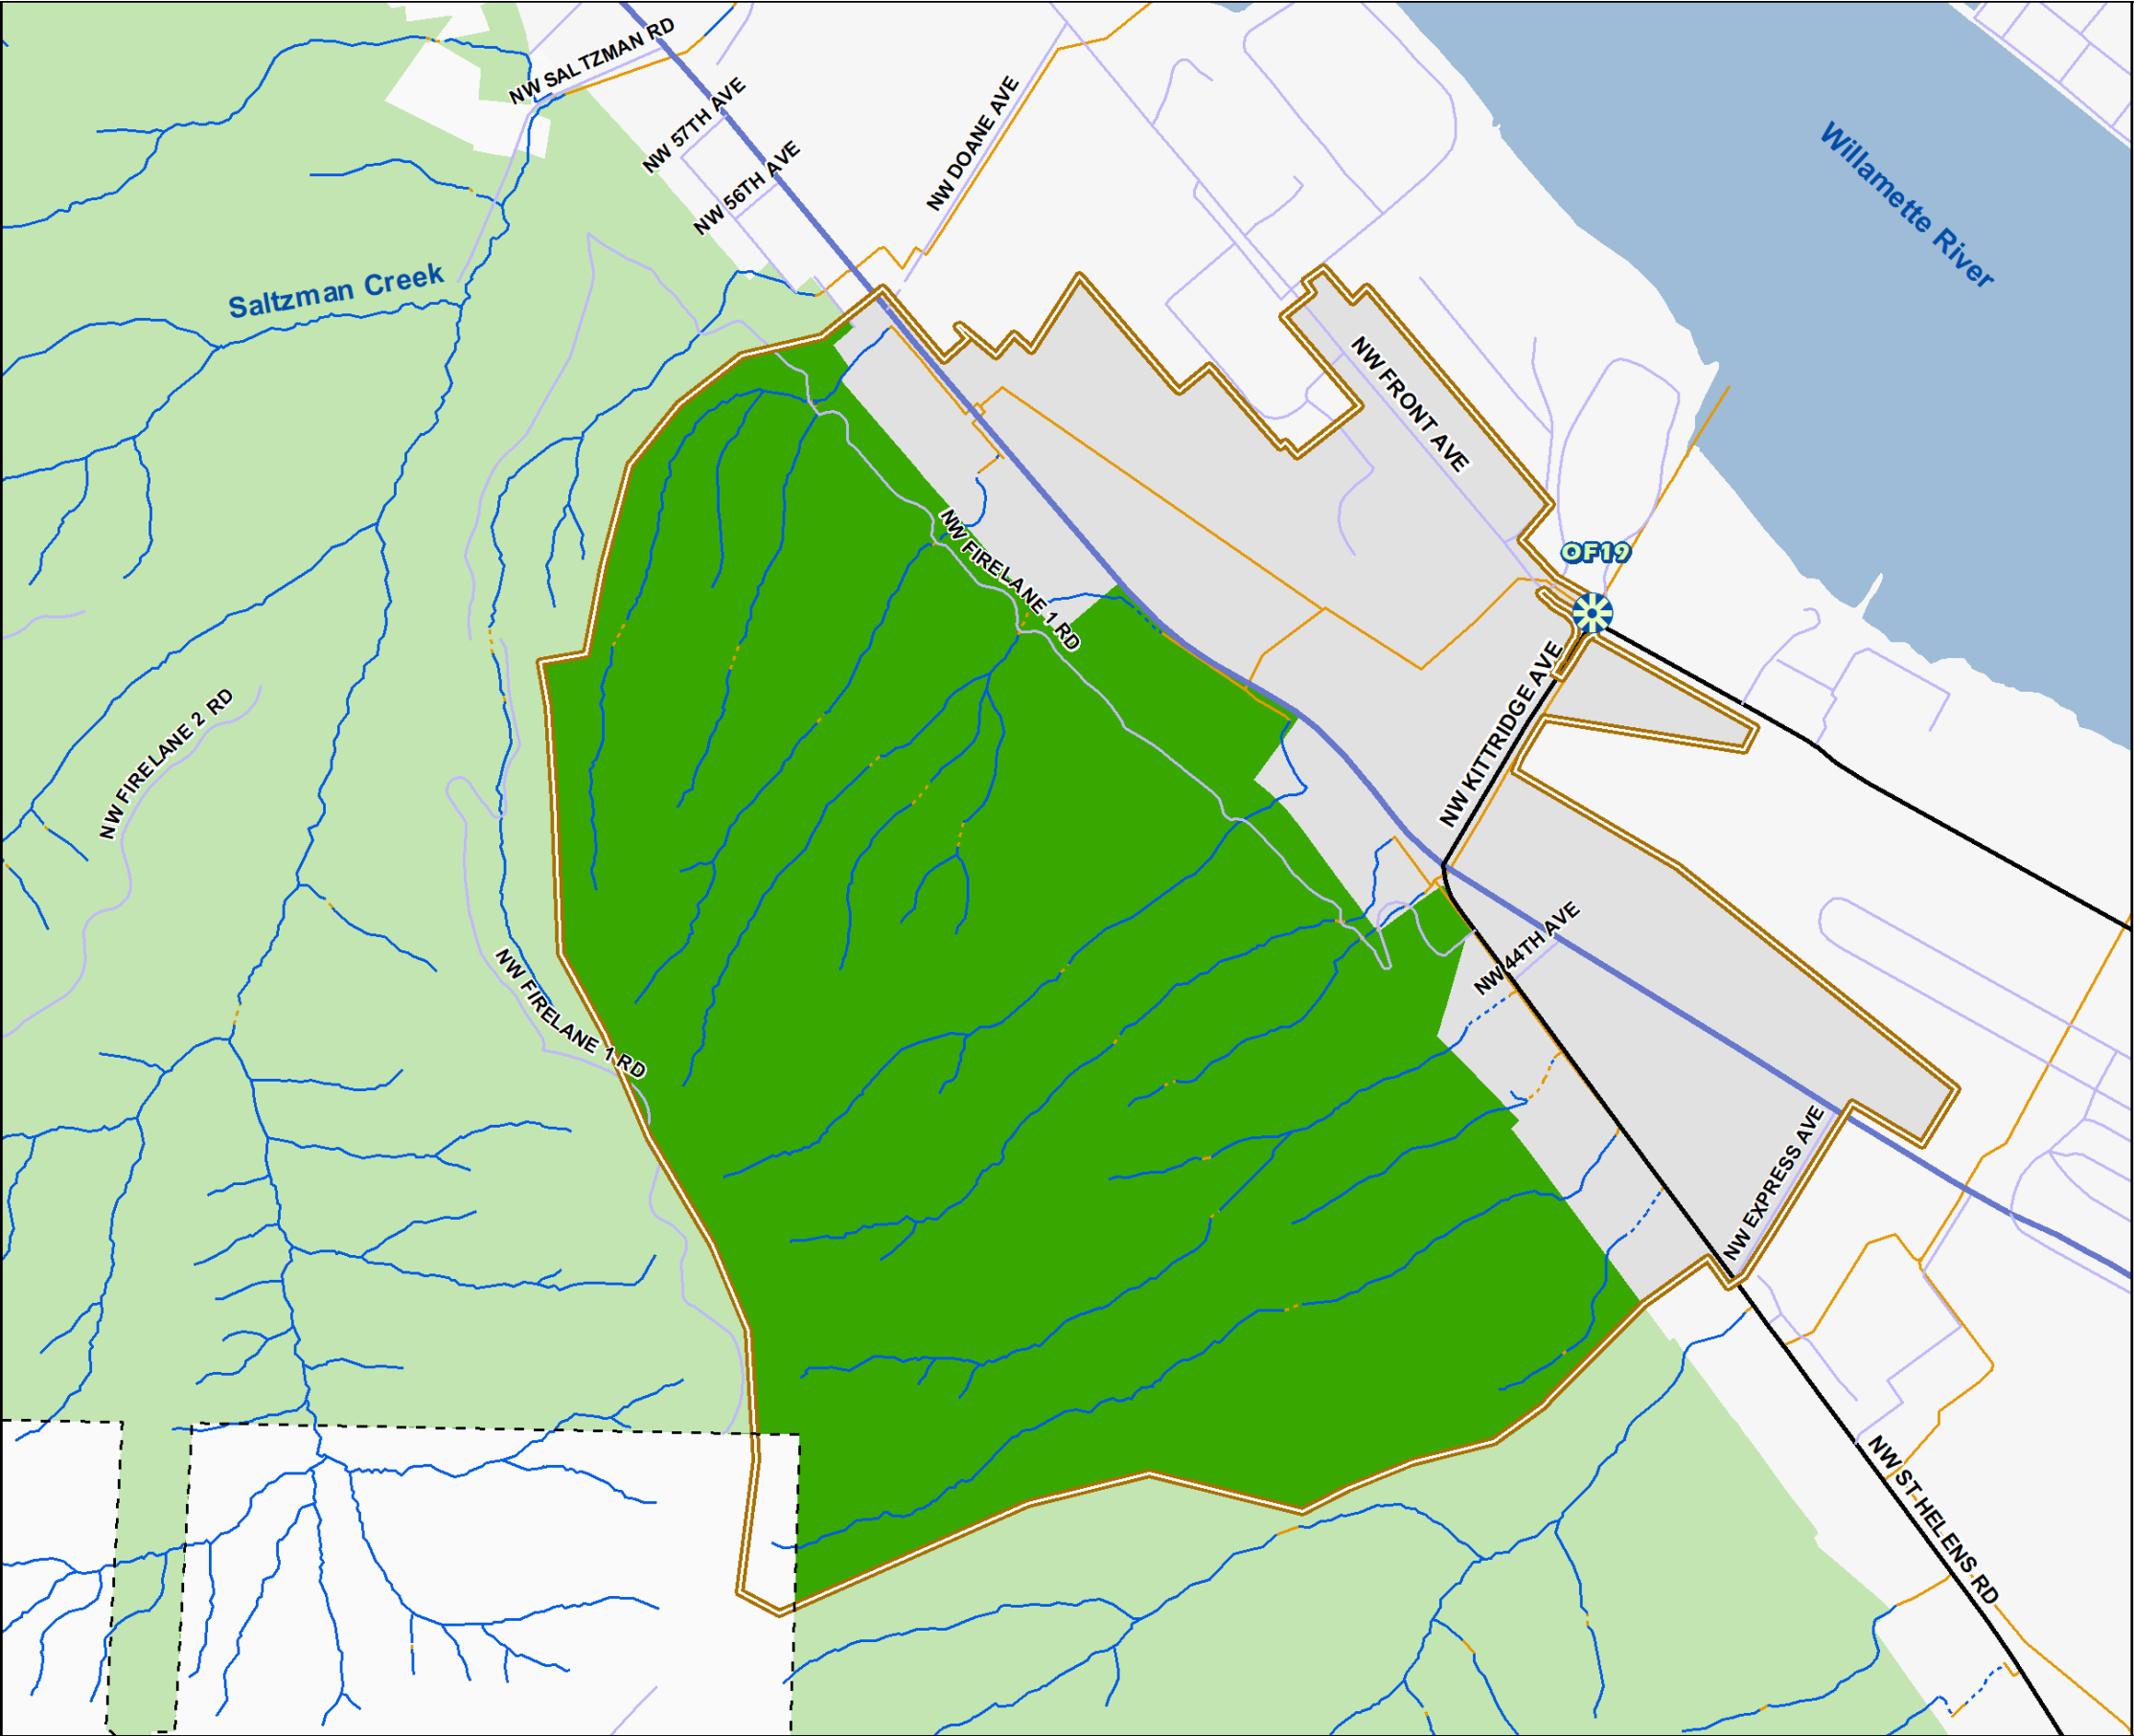 NW SALTZMAN RD
NW 57TH AVE
NW 56TH AVE
NW DOANE AVE
Willamette River
Saltzman Creek
NW FRONT AVE
NW FIRELANE 1 RD
OF19
NW KITTRIDGE AVE
NW FIRELANE 2 RD
NW 44TH AVE
NW FIRELANE 1 RD
NW EXPRESS AVE
NW ST HELENS RD